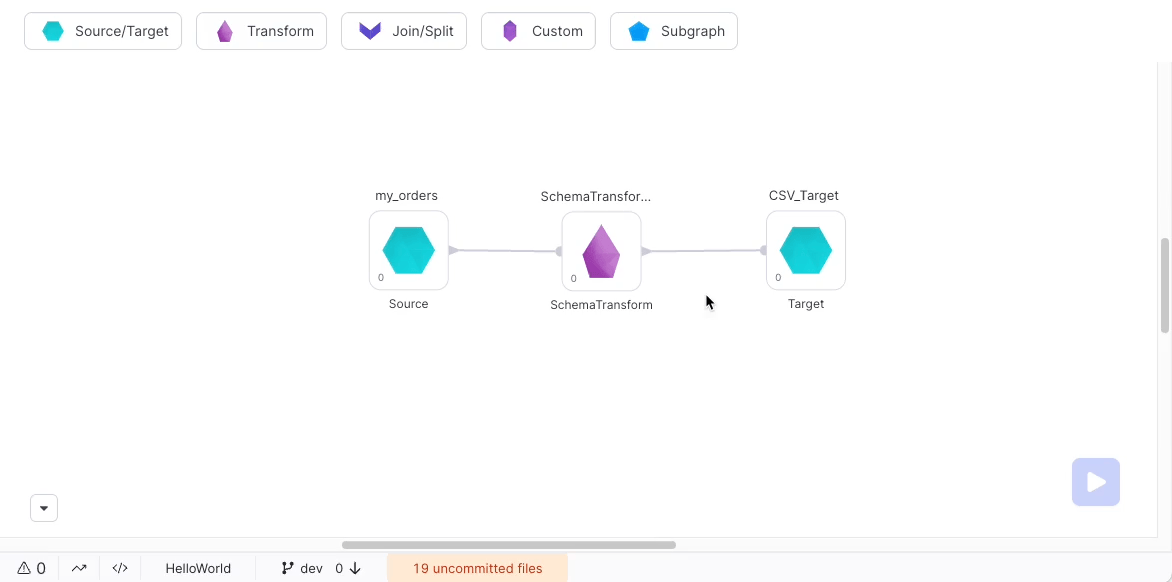 Source/Target
Transform
Join/Split
Custom
Subgraph
my_orders
SchemaTransfor...
CSV_Target
0
0
0
Source
SchemaTransform
Target
0
HelloWorld
dev
0
19 uncommitted files